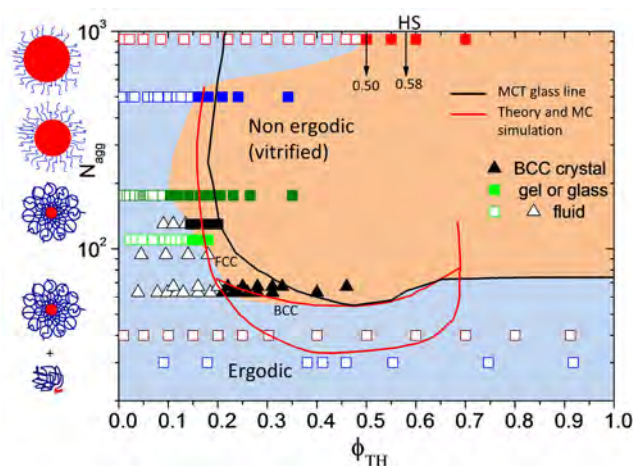 HS
10³
0.50
0.58
MCT glass line
Theory and MC
simulation
Non ergodic
(vitrified)
BCC crystal
gel or glass
fluid
N_agg
10²
FCC
BCC
+
Ergodic
0.0 0.1 0.2 0.3 0.4 0.5 0.6 0.7 0.8 0.9 1.0
ϕ_TH